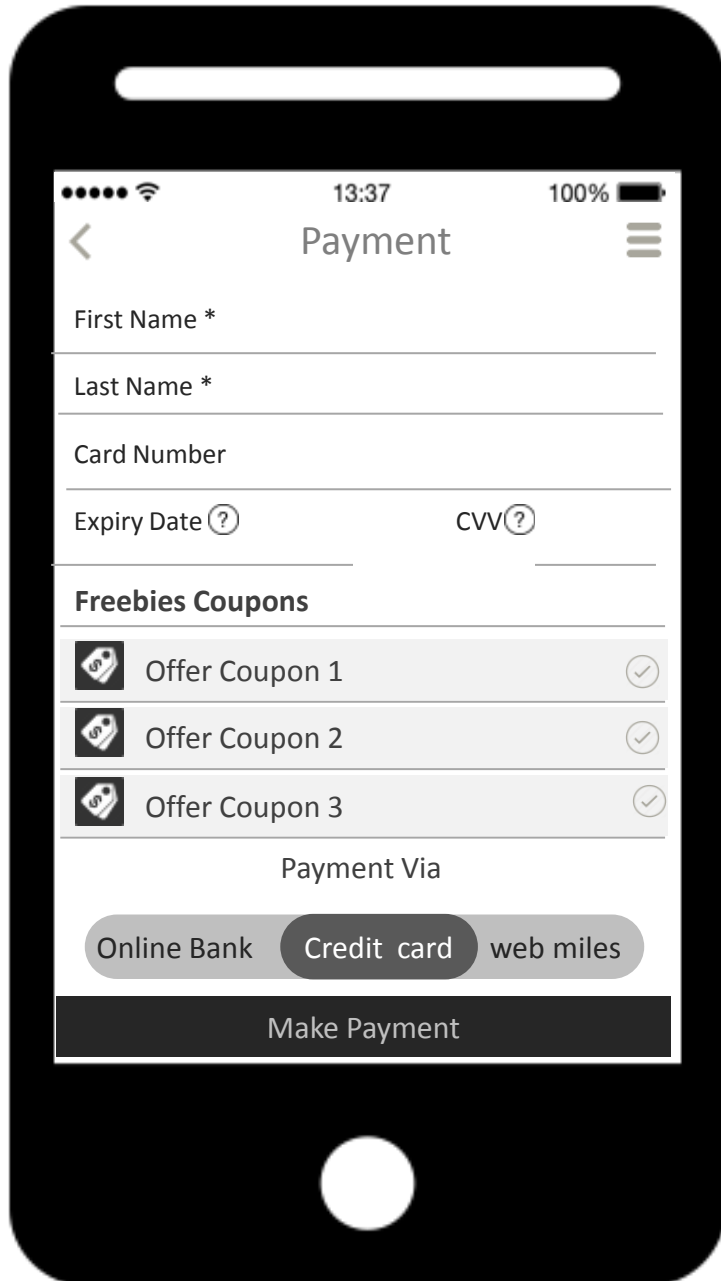 13:37 100%
Payment
First Name *
Last Name *
Card Number
Expiry Date ? CVV ?
Freebies Coupons
$ Offer Coupon 1
$ Offer Coupon 2
$ Offer Coupon 3
Payment Via
Online Bank Credit card web miles
Make Payment